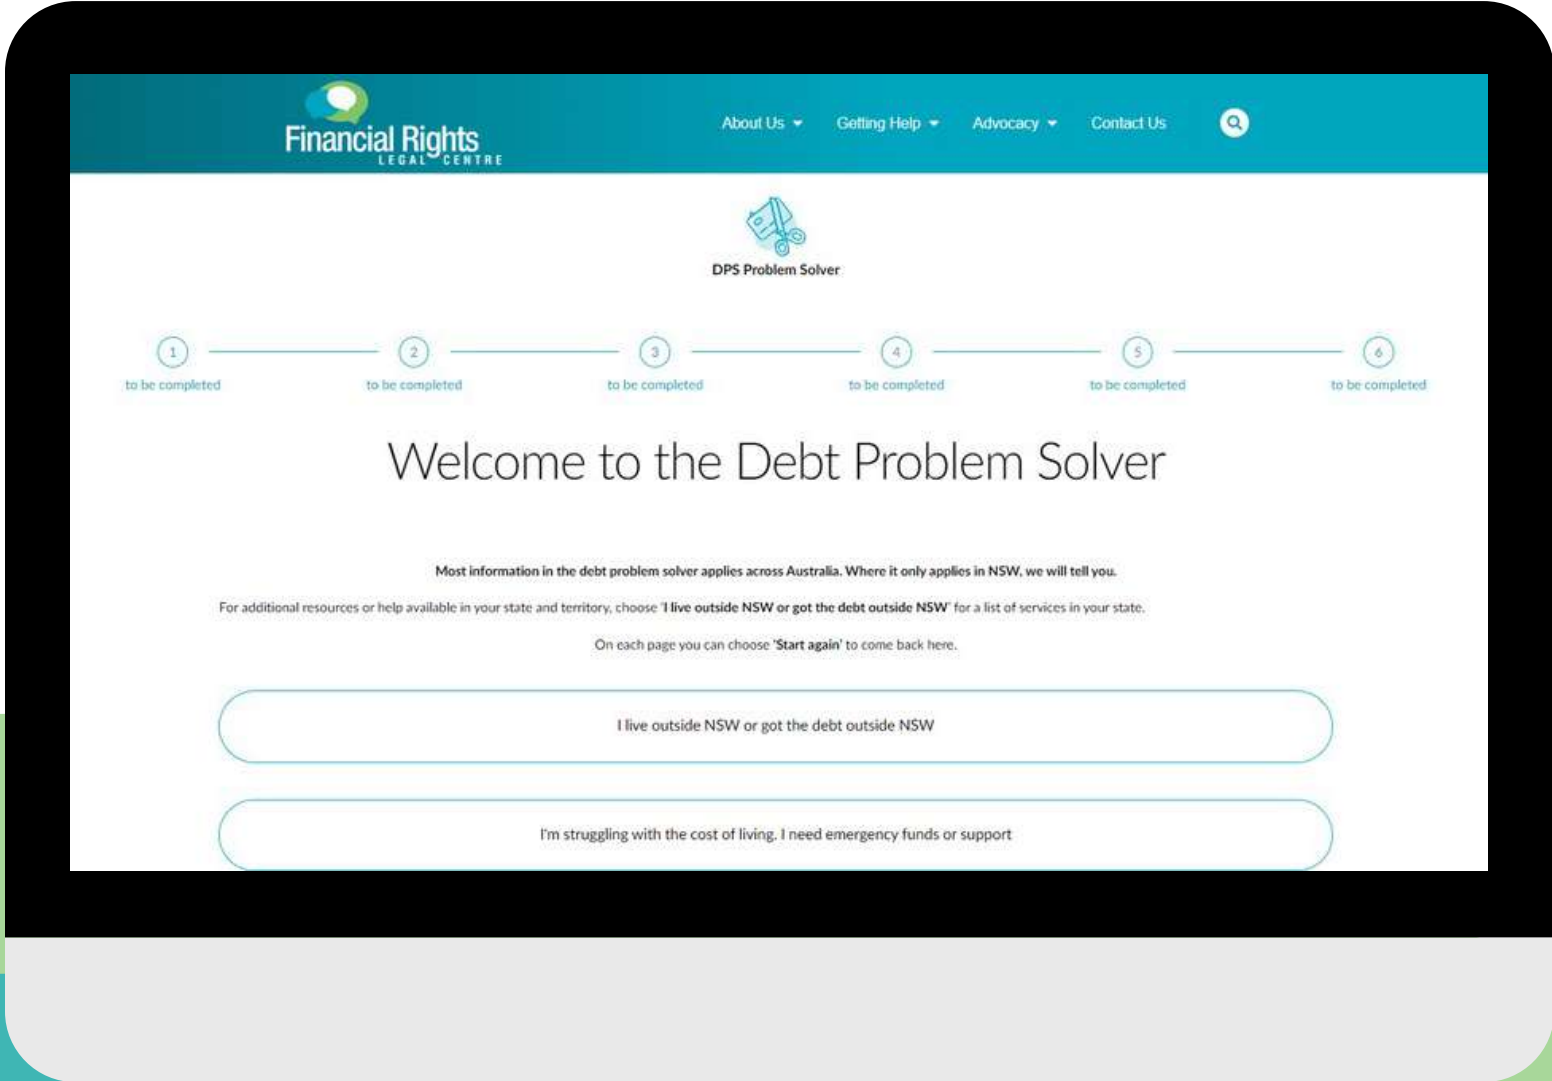 Financial Rights
LEGAL CENTRE
About Us
Getting Help
Advocacy
Contact Us
DPS Problem Solver
1
2
3
4
5
6
to be completed
to be completed
to be completed
to be completed
to be completed
to be completed
Welcome to the Debt Problem Solver
Most information in the debt problem solver applies across Australia. Where it only applies in NSW, we will tell you.
For additional resources or help available in your state and territory, choose 'I live outside NSW or got the debt outside NSW' for a list of services in your state.
On each page you can choose 'Start again' to come back here.
I live outside NSW or got the debt outside NSW
I'm struggling with the cost of living. I need emergency funds or support